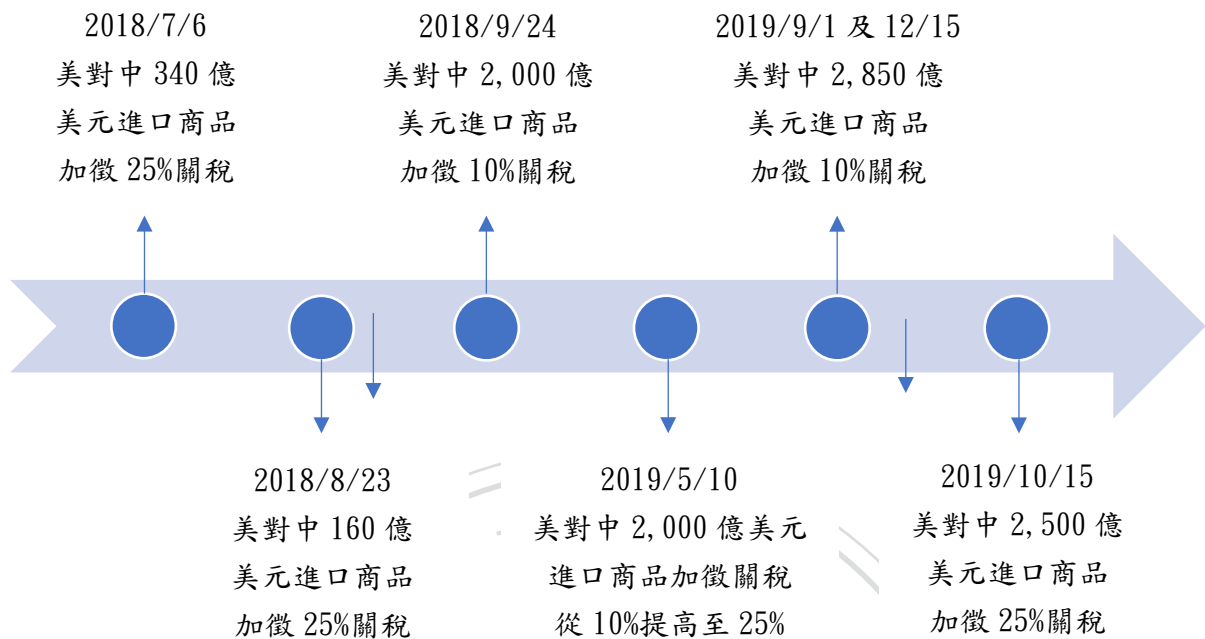 2018/7/6
美對中 340 億
美元進口商品
加徵 25%關稅
2018/8/23
美對中 160 億
美元進口商品
加徵 25%關稅
2018/9/24
美對中 2,000 億
美元進口商品
加徵 10%關稅
2019/5/10
美對中 2,000 億美元
進口商品加徵關稅
從 10%提高至 25%
2019/9/1 及 12/15
美對中 2,850 億
美元進口商品
加徵 10%關稅
2019/10/15
美對中 2,500 億
美元進口商品
加徵 25%關稅